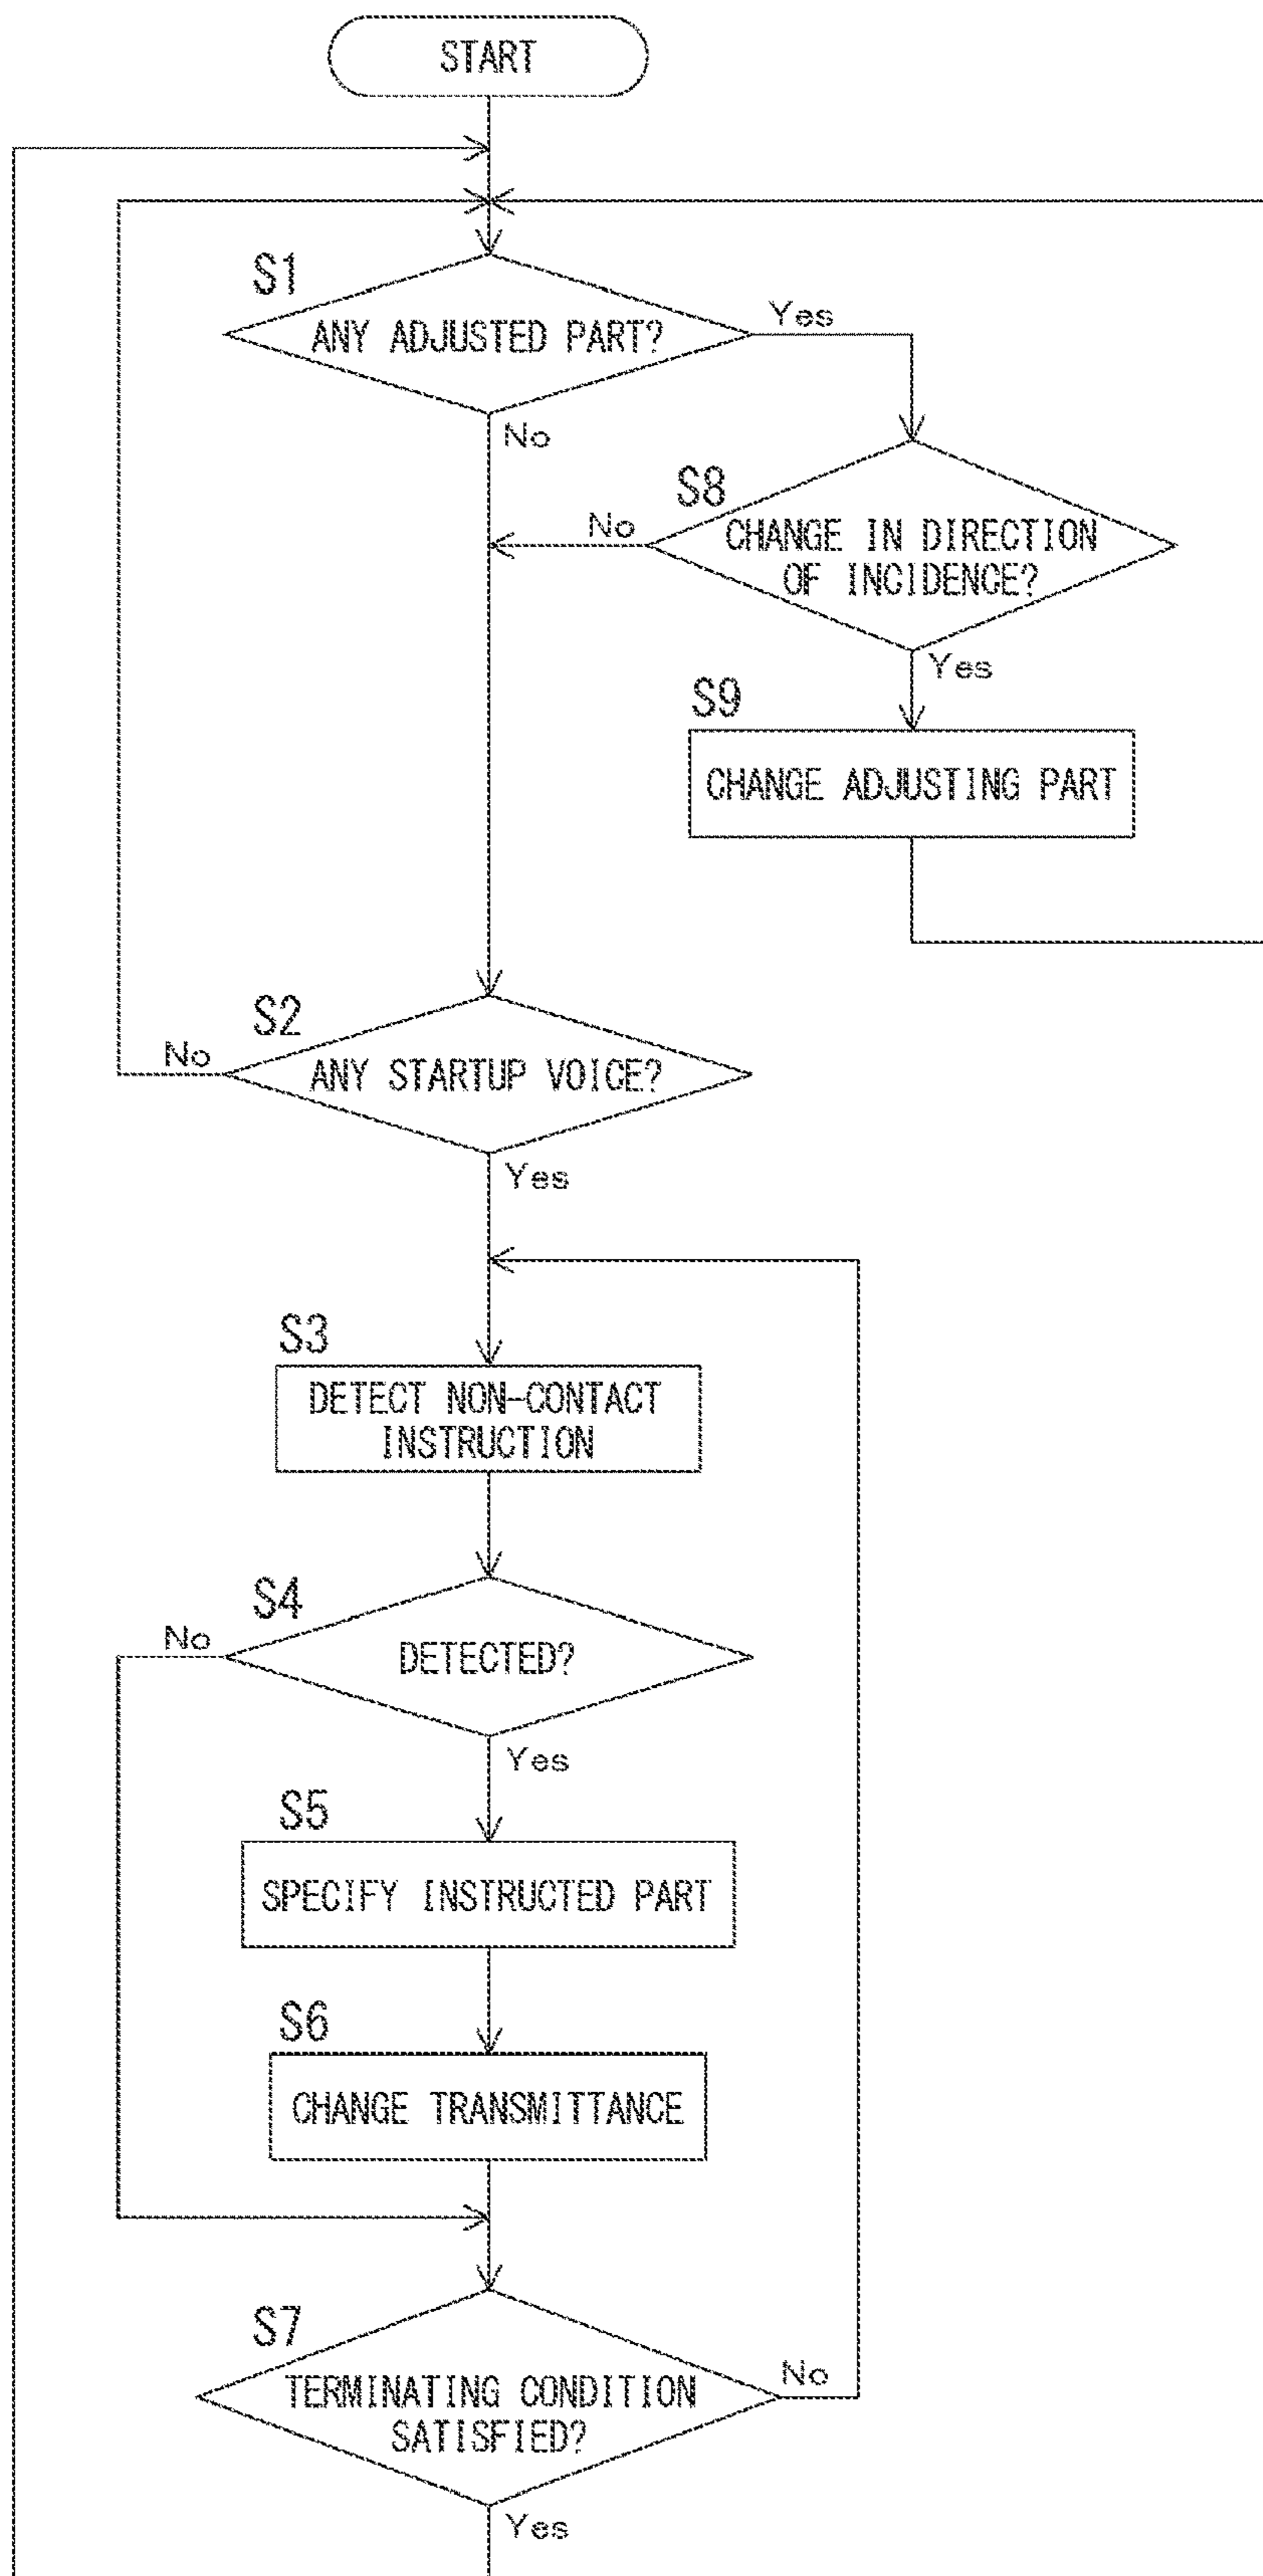 START
S1
ANY ADJUSTED PART?
Yes
No
S8
No
CHANGE IN DIRECTION
OF INCIDENCE?
Yes
S9
CHANGE ADJUSTING PART
S2
No
ANY STARTUP VOICE?
Yes
S3
DETECT NON-CONTACT
INSTRUCTION
S4
No
DETECTED?
Yes
S5
SPECIFY INSTRUCTED PART
S6
CHANGE TRANSMITTANCE
S7
No
TERMINATING CONDITION
SATISFIED?
Yes